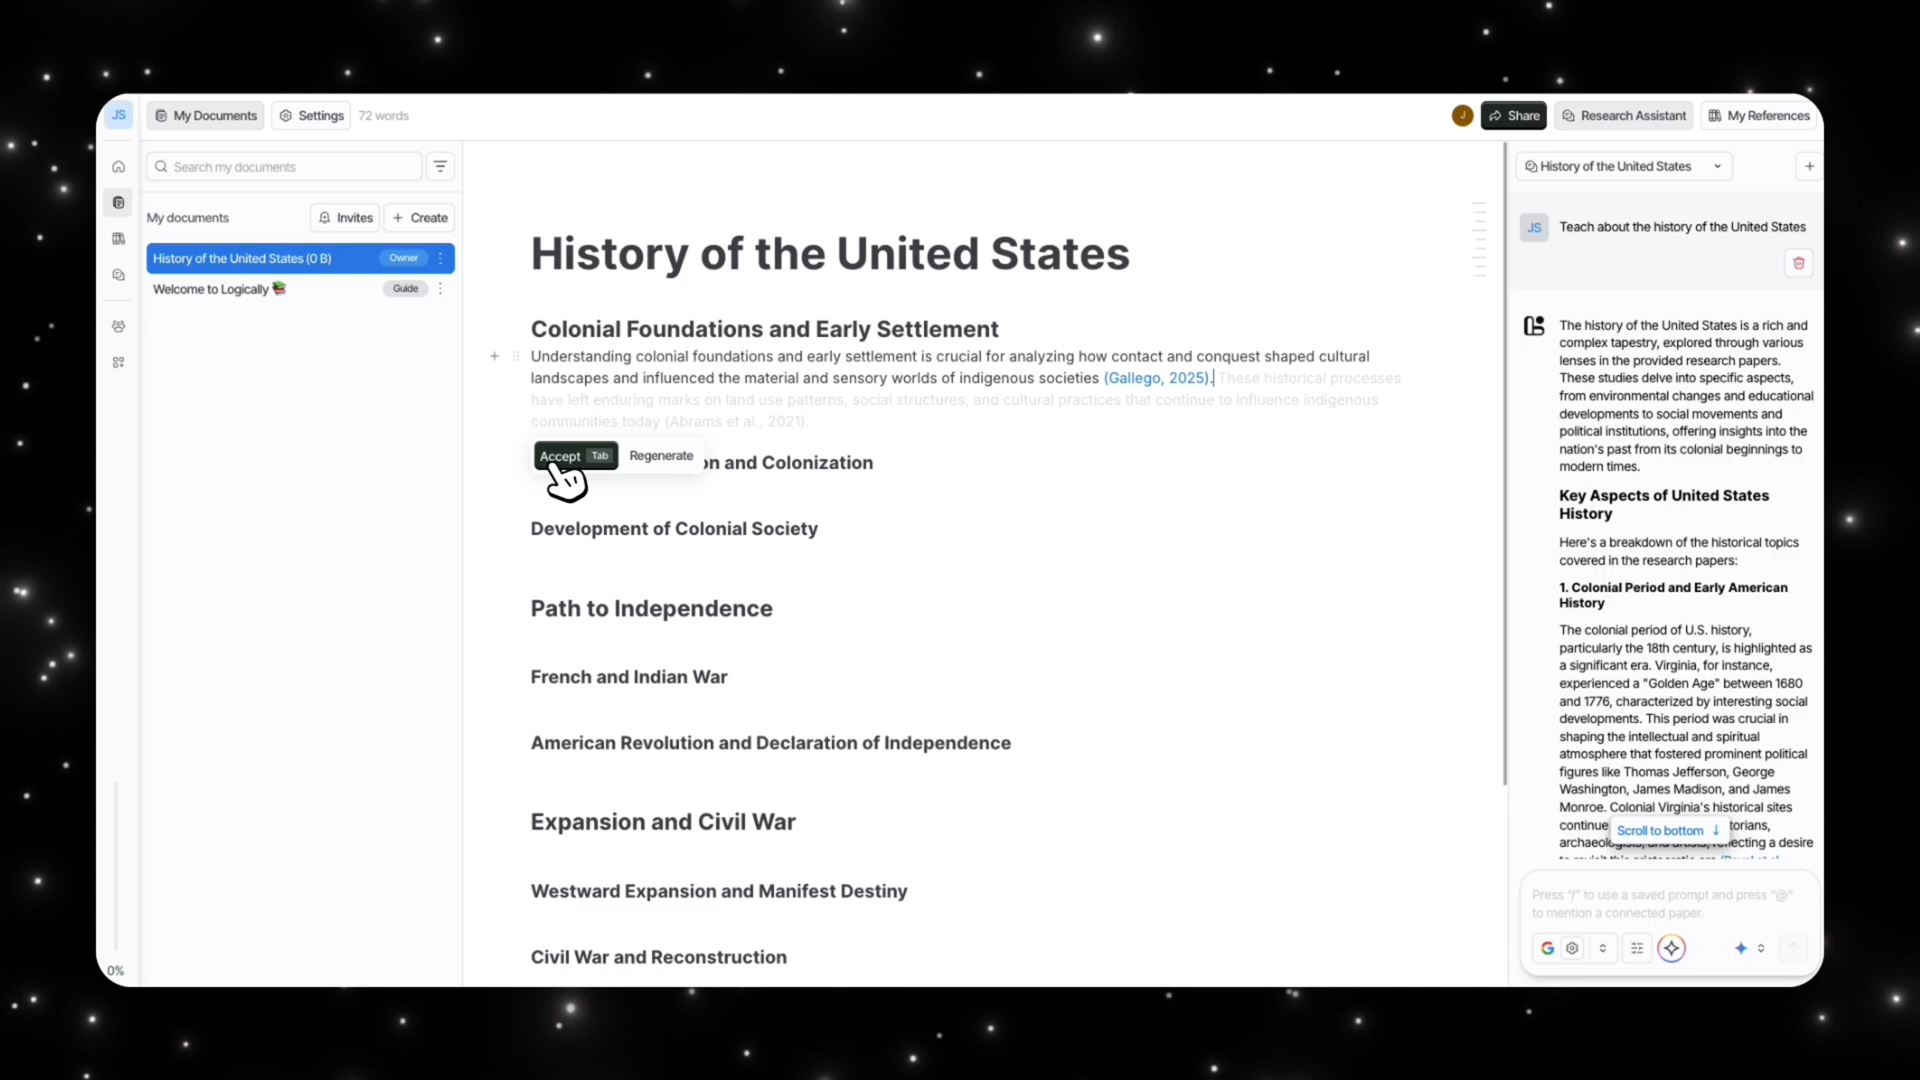 JS
My Documents
Settings
72 words
J
Share
Research Assistant
My References
Search my documents
My documents
Invites
+ Create
History of the United States (0 B)
Owner
Welcome to Logically
Guide
0%
History of the United States
Colonial Foundations and Early Settlement
Understanding colonial foundations and early settlement is crucial for analyzing how contact and conquest shaped cultural
landscapes and influenced the material and sensory worlds of indigenous societies (Gallego, 2025). These historical processes
have left enduring marks on land use patterns, social structures, and cultural practices that continue to influence indigenous
communities today (Abrams et al., 2021).
Accept Tab
Regenerate
n and Colonization
Development of Colonial Society
Path to Independence
French and Indian War
American Revolution and Declaration of Independence
Expansion and Civil War
Westward Expansion and Manifest Destiny
Civil War and Reconstruction
History of the United States
JS
Teach about the history of the United States
The history of the United States is a rich and
complex tapestry, explored through various
lenses in the provided research papers.
These studies delve into specific aspects,
from environmental changes and educational
developments to social movements and
political institutions, offering insights into the
nation's past from its colonial beginnings to
modern times.
Key Aspects of United States
History
Here's a breakdown of the historical topics
covered in the research papers:
1. Colonial Period and Early American
History
The colonial period of U.S. history,
particularly the 18th century, is highlighted as
a significant era. Virginia, for instance,
experienced a "Golden Age" between 1680
and 1776, characterized by interesting social
developments. This period was crucial in
shaping the intellectual and spiritual
atmosphere that fostered prominent political
figures like Thomas Jefferson, George
Washington, James Madison, and James
Monroe. Colonial Virginia's historical sites
continue torians,
Scroll to bottom
a desire
Press "/" to use a saved prompt and press "@"
to mention a connected paper.